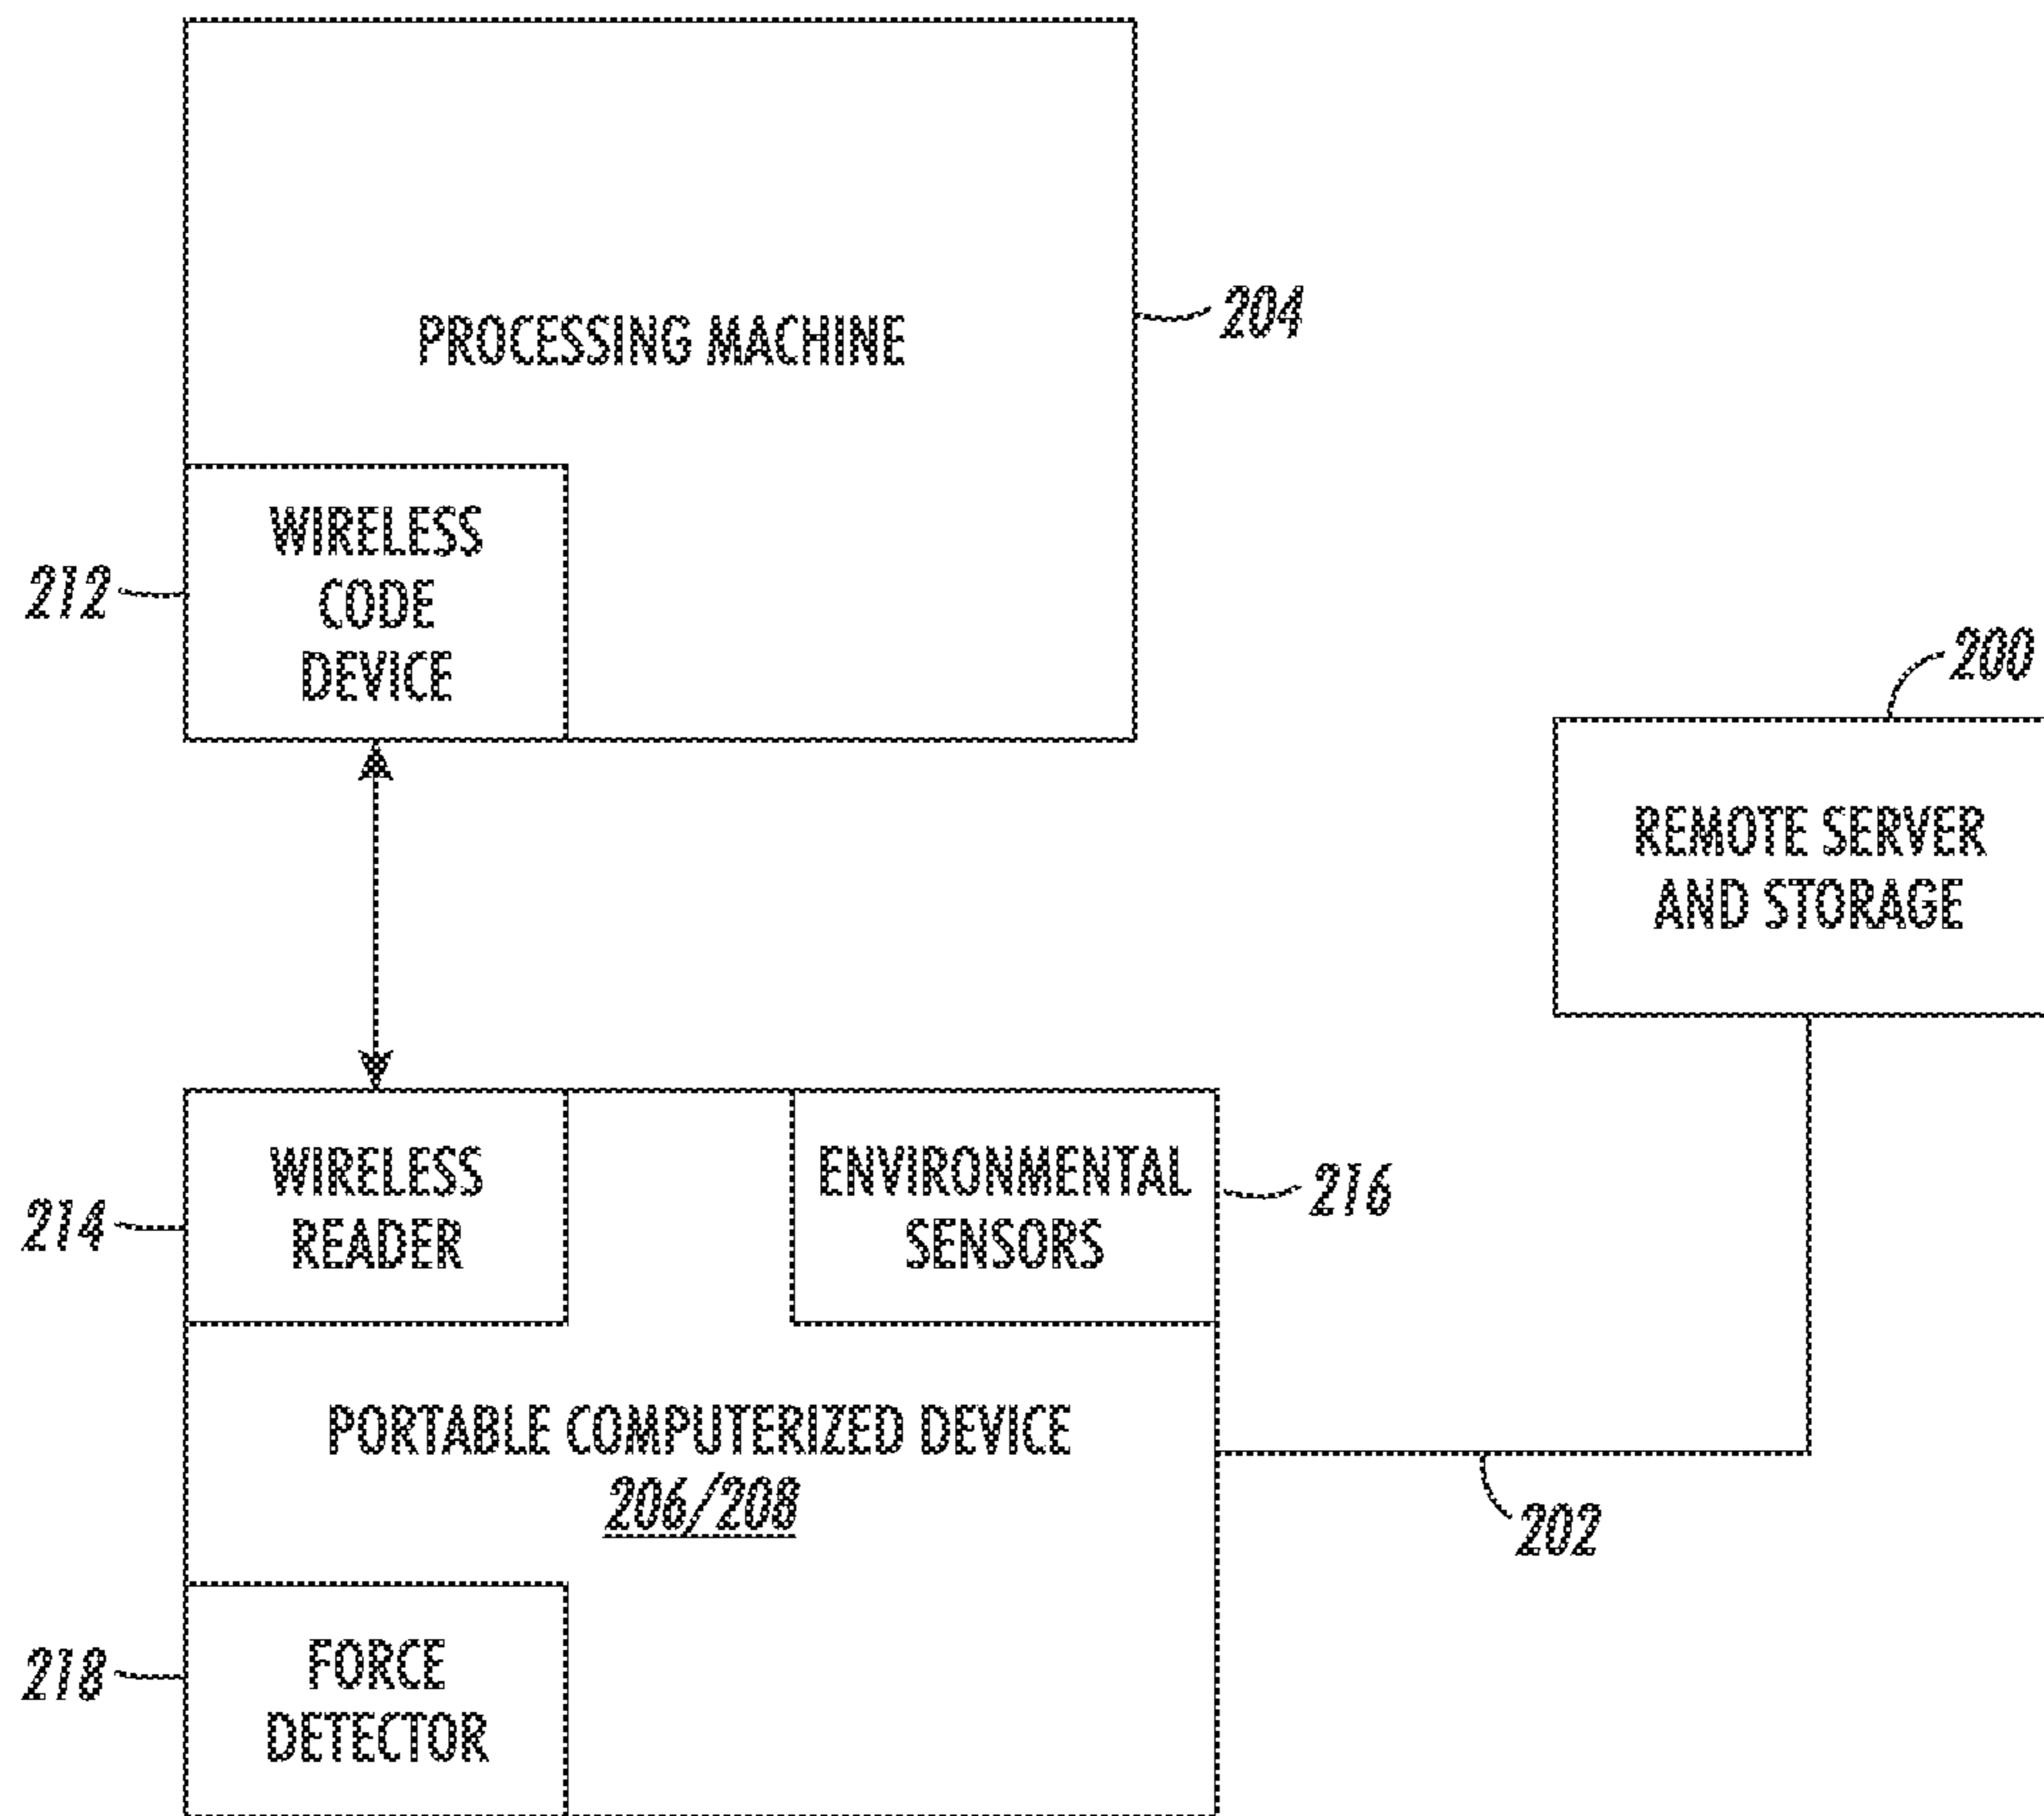 PROCESSING MACHINE
204
WIRELESS
CODE
DEVICE
212
200
REMOTE SERVER
AND STORAGE
WIRELESS
READER
214
ENVIRONMENTAL
SENSORS
216
PORTABLE COMPUTERIZED DEVICE
206/208
202
FORCE
DETECTOR
218